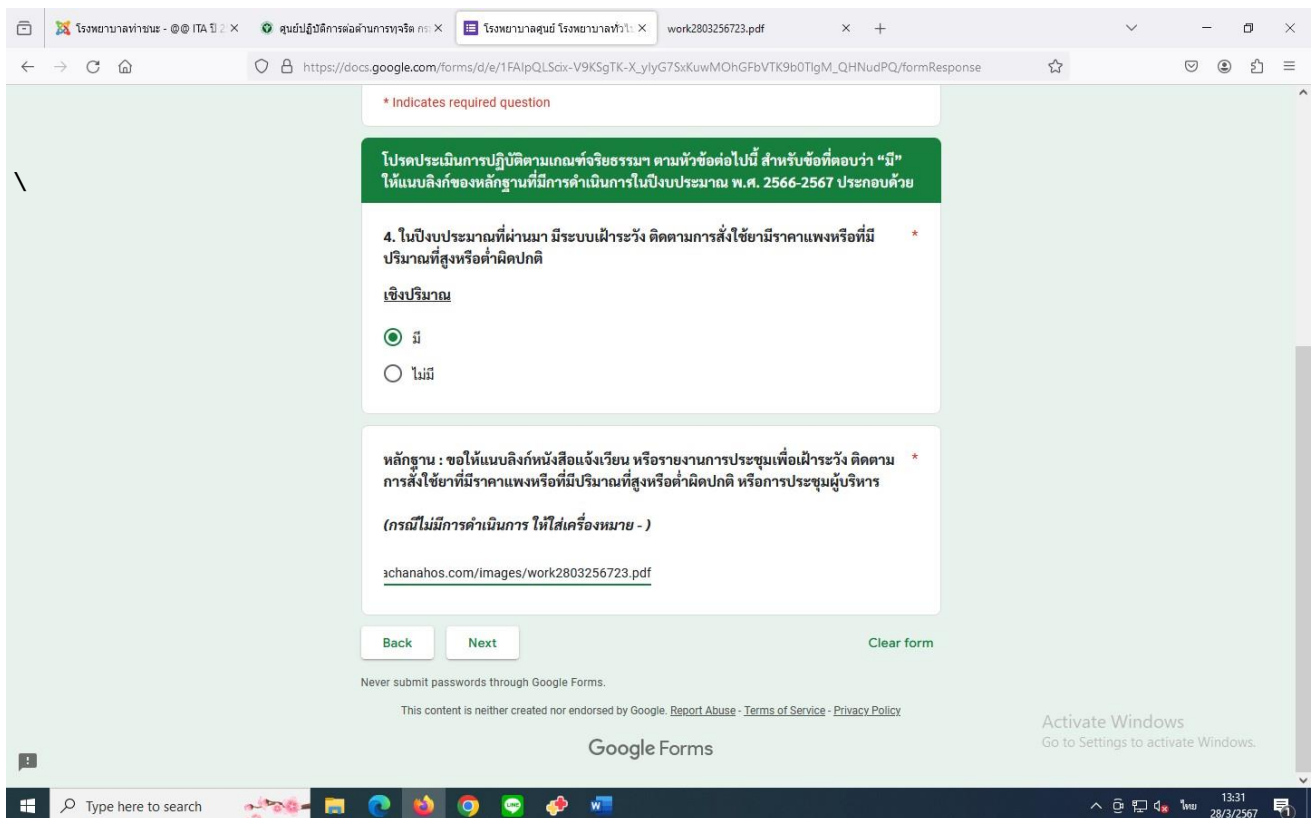 โรงพยาบาลท่าชนะ - @@ ITA ปี 2
ศูนย์ปฏิบัติการต่อต้านการทุจริต กระ
โรงพยาบาลศูนย์ โรงพยาบาลทั่วไป
work2803256723.pdf
https://docs.google.com/forms/d/e/1FAIpQLScix-V9KSgTK-X_yIyG7SxKuwMOhGFbVTK9b0TIgM_QHNudPQ/formResponse
* Indicates required question
\
โปรดประเมินการปฏิบัติตามเกณฑ์จริยธรรมฯ ตามหัวข้อต่อไปนี้ สำหรับข้อที่ตอบว่า “มี”
ให้แนบลิงก์ของหลักฐานที่มีการดำเนินการในปีงบประมาณ พ.ศ. 2566-2567 ประกอบด้วย
4. ในปีงบประมาณที่ผ่านมา มีระบบเฝ้าระวัง ติดตามการสั่งใช้ยามีราคาแพงหรือที่มี *
ปริมาณที่สูงหรือต่ำผิดปกติ
เชิงปริมาณ
มี
ไม่มี
หลักฐาน : ขอให้แนบลิงก์หนังสือแจ้งเวียน หรือรายงานการประชุมเพื่อเฝ้าระวัง ติดตาม *
การสั่งใช้ยาที่มีราคาแพงหรือที่มีปริมาณที่สูงหรือต่ำผิดปกติ หรือการประชุมผู้บริหาร
(กรณีไม่มีการดำเนินการ ให้ใส่เครื่องหมาย - )
achanahos.com/images/work2803256723.pdf
Back Next Clear form
Never submit passwords through Google Forms.
This content is neither created nor endorsed by Google. Report Abuse - Terms of Service - Privacy Policy
Google Forms
Activate Windows
Go to Settings to activate Windows.
Type here to search
ไทย
13:31
28/3/2567